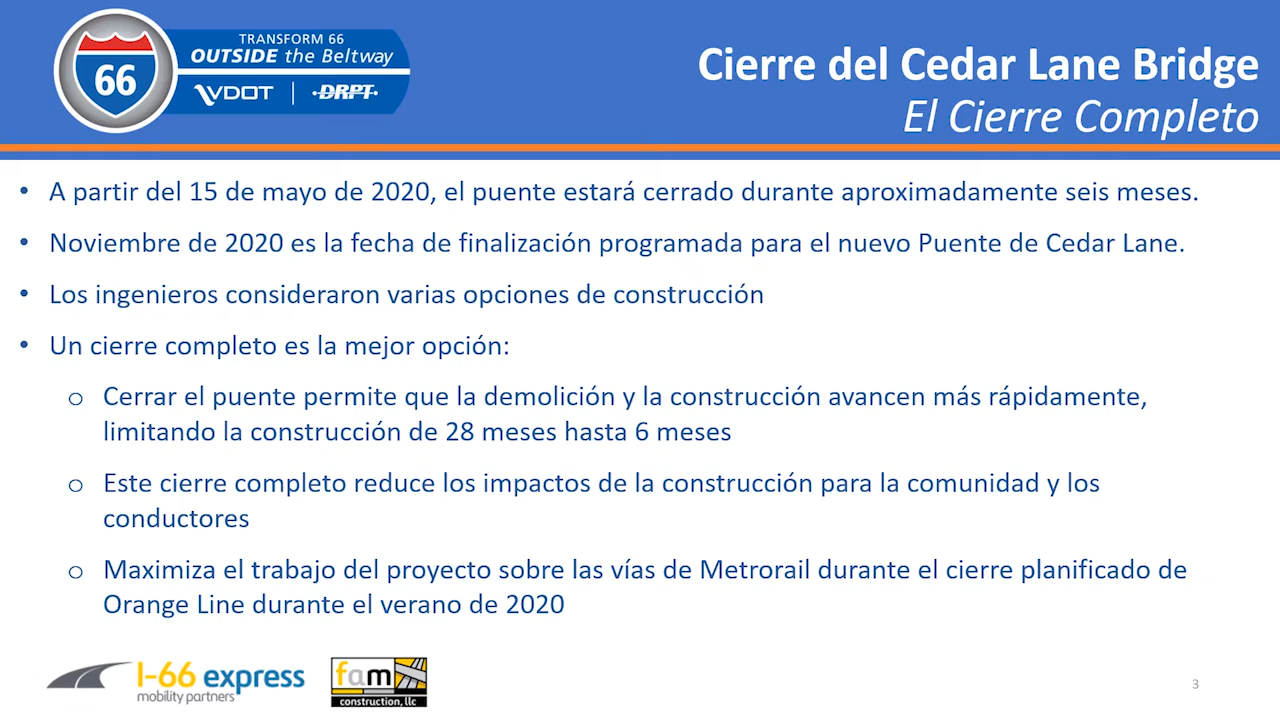 TRANSFORM 66
OUTSIDE the Beltway
66
VDOT | DRPT
Cierre del Cedar Lane Bridge
El Cierre Completo
• A partir del 15 de mayo de 2020, el puente estará cerrado durante aproximadamente seis meses.
• Noviembre de 2020 es la fecha de finalización programada para el nuevo Puente de Cedar Lane.
• Los ingenieros consideraron varias opciones de construcción
• Un cierre completo es la mejor opción:
o Cerrar el puente permite que la demolición y la construcción avancen más rápidamente,
limitando la construcción de 28 meses hasta 6 meses
o Este cierre completo reduce los impactos de la construcción para la comunidad y los
conductores
o Maximiza el trabajo del proyecto sobre las vías de Metrorail durante el cierre planificado de
Orange Line durante el verano de 2020
I-66 express
mobility partners
fam
construction, llc
3